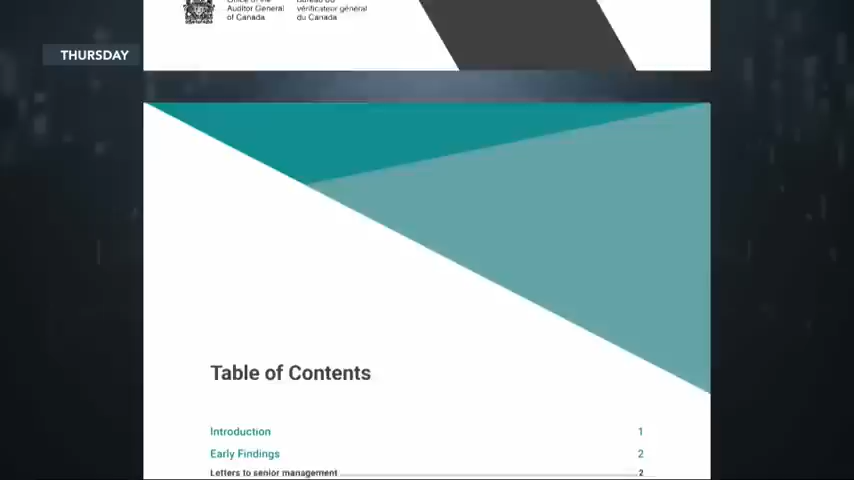 Office of the
Auditor General
of Canada
Bureau du
vérificateur général
du Canada
THURSDAY
Table of Contents
Introduction 1
Early Findings 2
Letters to senior management 2